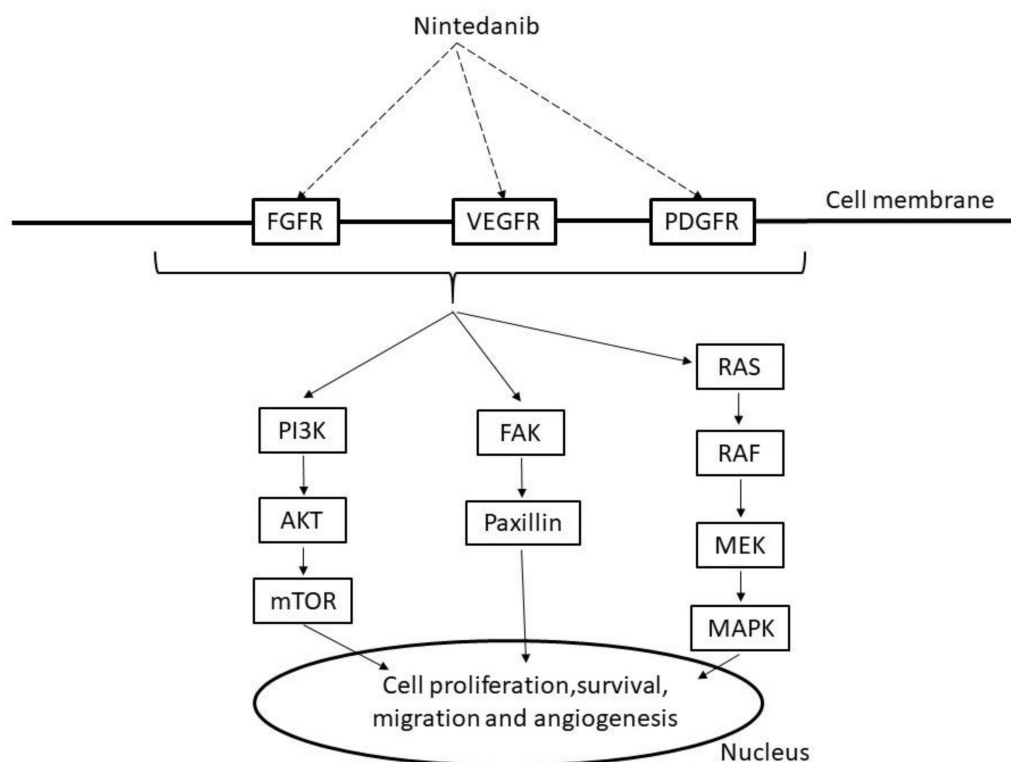 Nintedanib
Cell membrane
FGFR
VEGFR
PDGFR
RAS
PI3K
FAK
RAF
AKT
Paxillin
MEK
mTOR
MAPK
Cell proliferation,survival,
migration and angiogenesis
Nucleus